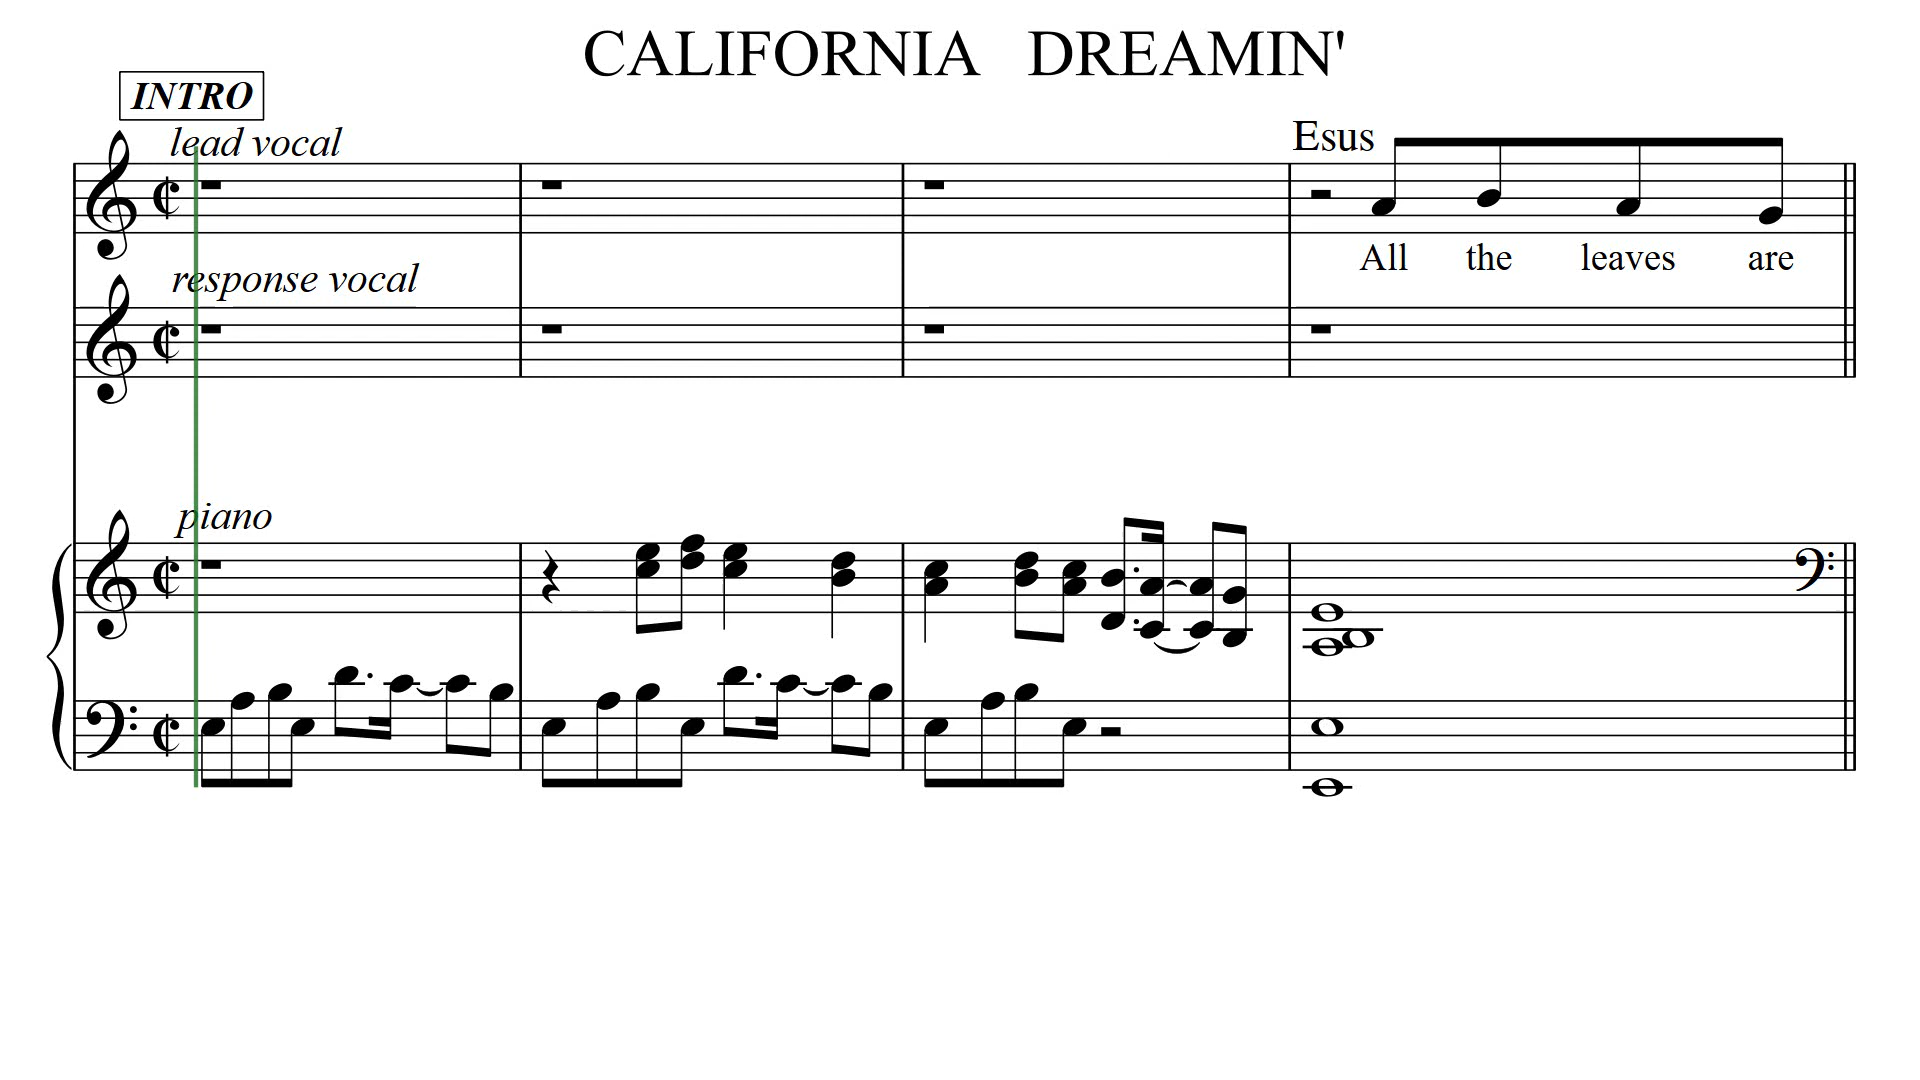 CALIFORNIA DREAMIN'
INTRO
lead vocal
Esus
All the leaves are
response vocal
piano